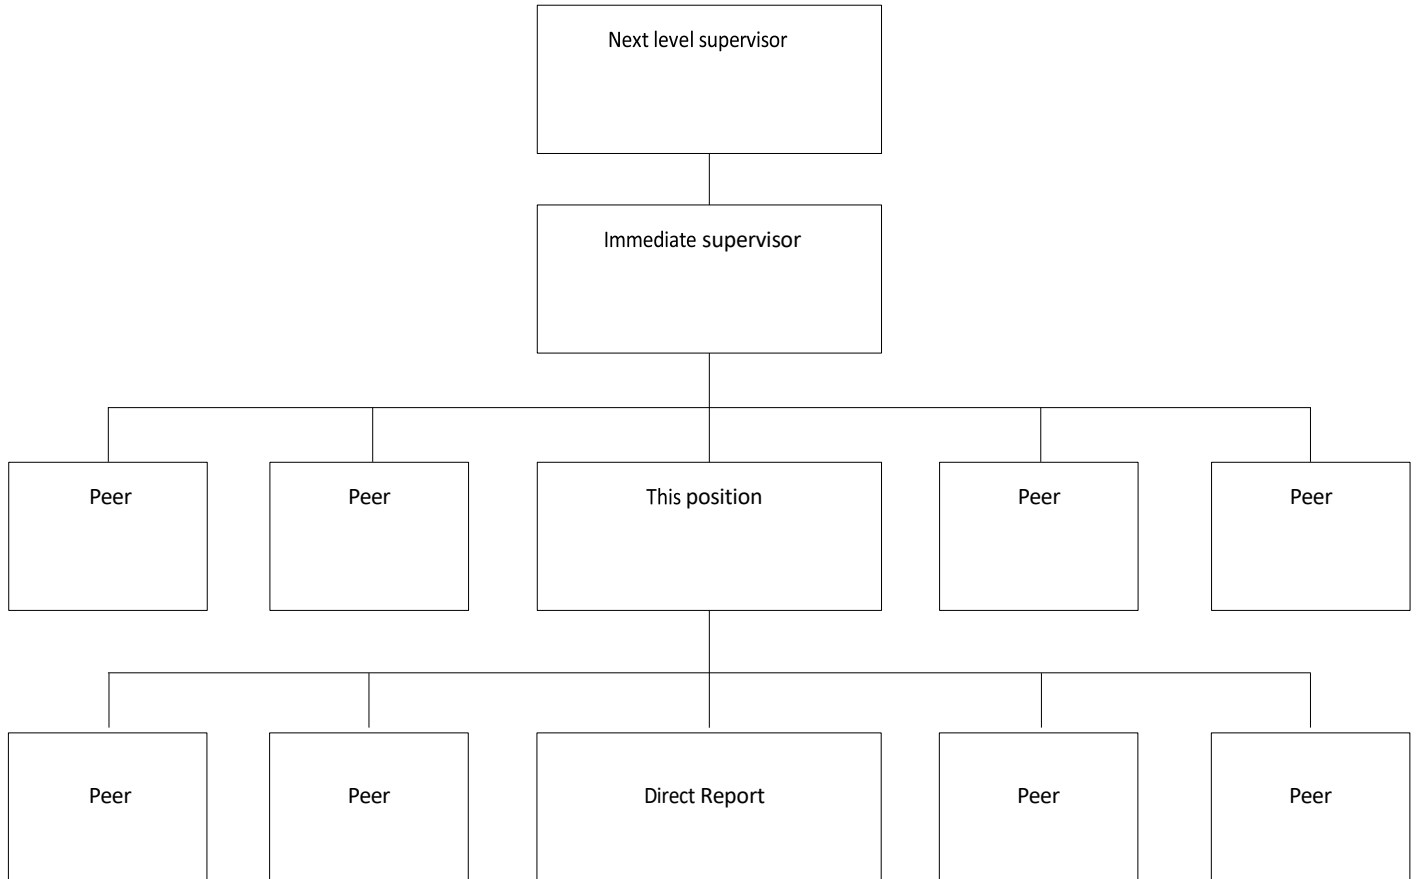 Next level supervisor
Immediate supervisor
Peer
Peer
This position
Peer
Peer
Peer
Peer
Direct Report
Peer
Peer